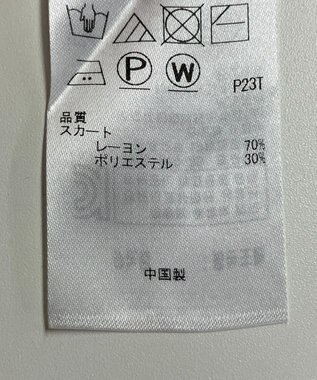 P W
P23T
品質
スカート
レーヨン 70%
ポリエステル 30%
中国製